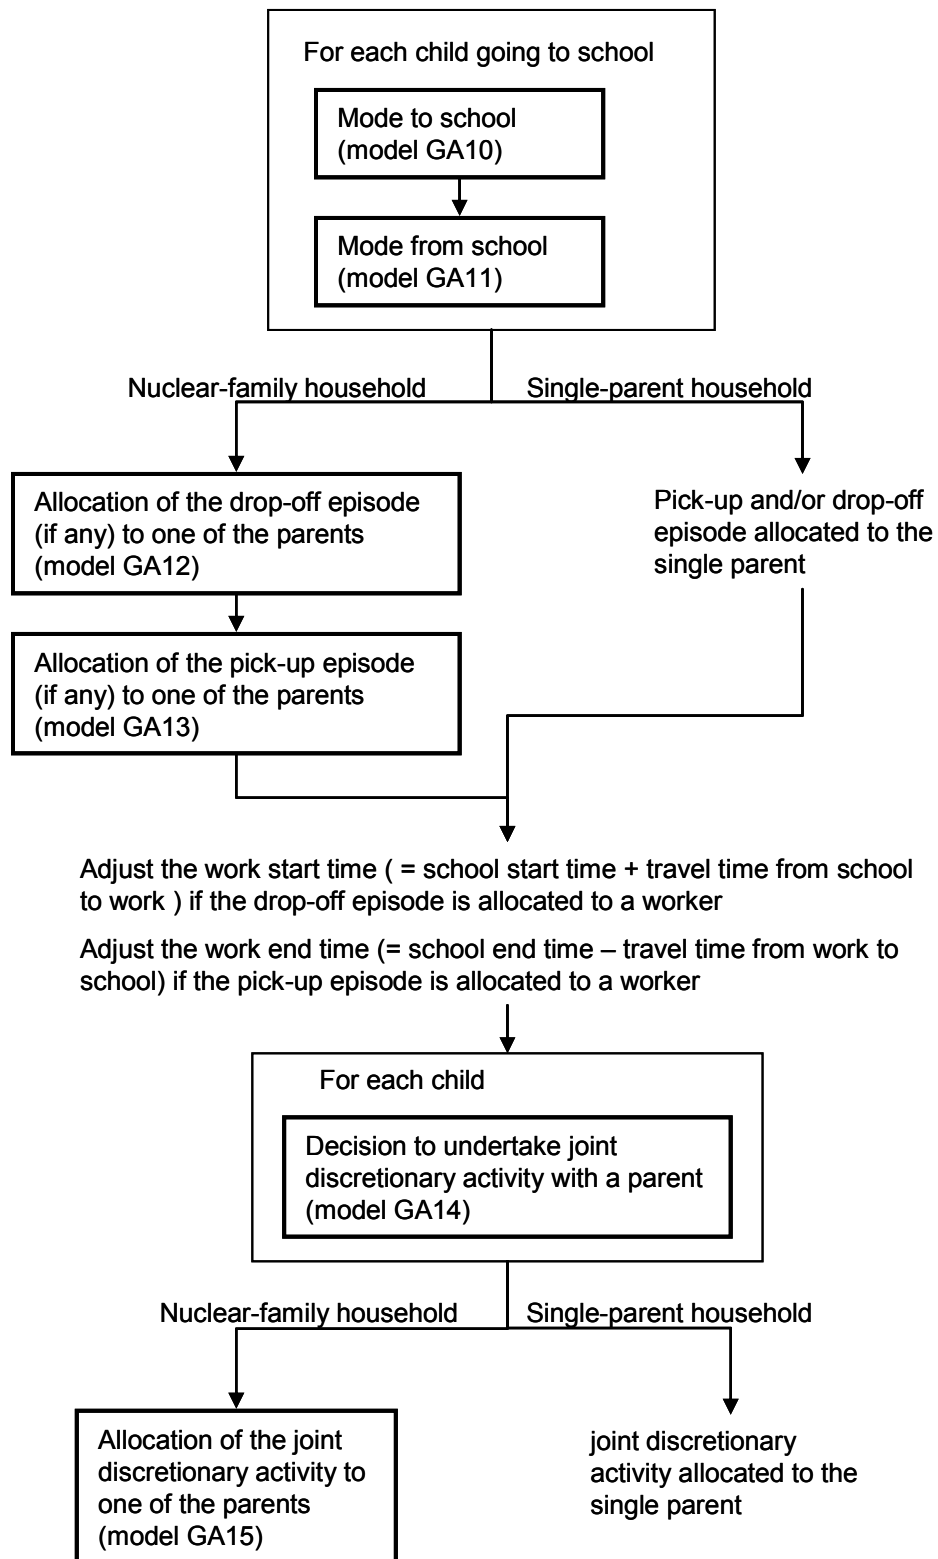 For each child going to school
Mode to school
(model GA10)
Mode from school
(model GA11)
Nuclear-family household
Single-parent household
Allocation of the drop-off episode
(if any) to one of the parents
(model GA12)
Pick-up and/or drop-off
episode allocated to the
single parent
Allocation of the pick-up episode
(if any) to one of the parents
(model GA13)
Adjust the work start time ( = school start time + travel time from school
to work ) if the drop-off episode is allocated to a worker
Adjust the work end time (= school end time – travel time from work to
school) if the pick-up episode is allocated to a worker
For each child
Decision to undertake joint
discretionary activity with a parent
(model GA14)
Nuclear-family household
Single-parent household
Allocation of the joint
discretionary activity to
one of the parents
(model GA15)
joint discretionary
activity allocated to the
single parent